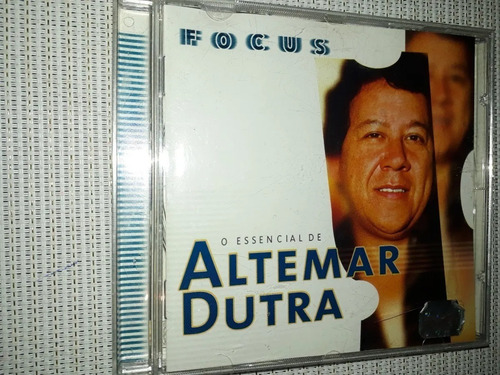 FOCUS
O ESSENCIAL DE
ALTEMAR
DUTRA